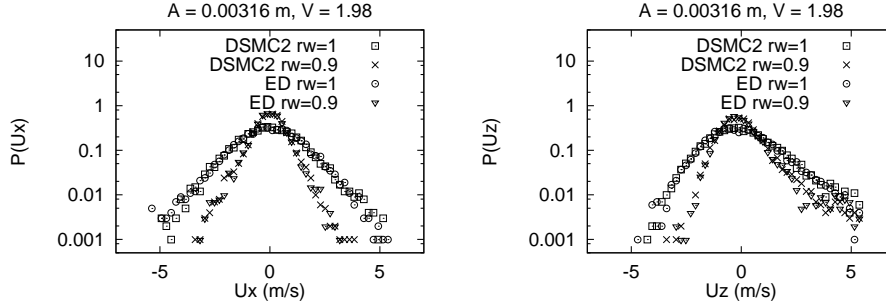 A = 0.00316 m, V = 1.98
P(Ux)
10
1
0.1
0.01
0.001
DSMC2 rw=1
DSMC2 rw=0.9
ED rw=1
ED rw=0.9
-5
0
5
Ux (m/s)
A = 0.00316 m, V = 1.98
P(Uz)
10
1
0.1
0.01
0.001
DSMC2 rw=1
DSMC2 rw=0.9
ED rw=1
ED rw=0.9
-5
0
5
Uz (m/s)